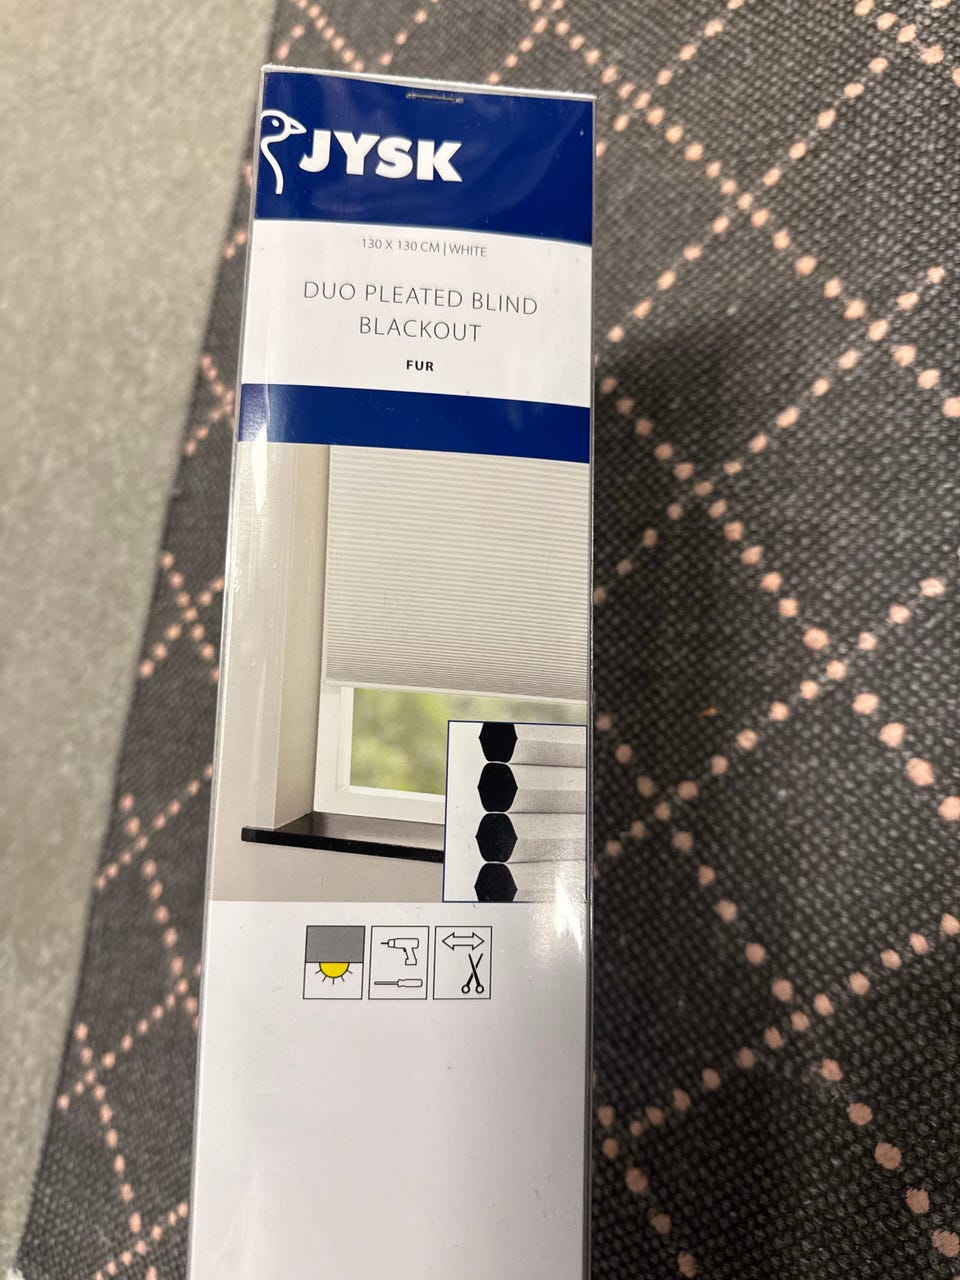 JYSK
130 X 130 CM | WHITE
DUO PLEATED BLIND
BLACKOUT
FUR